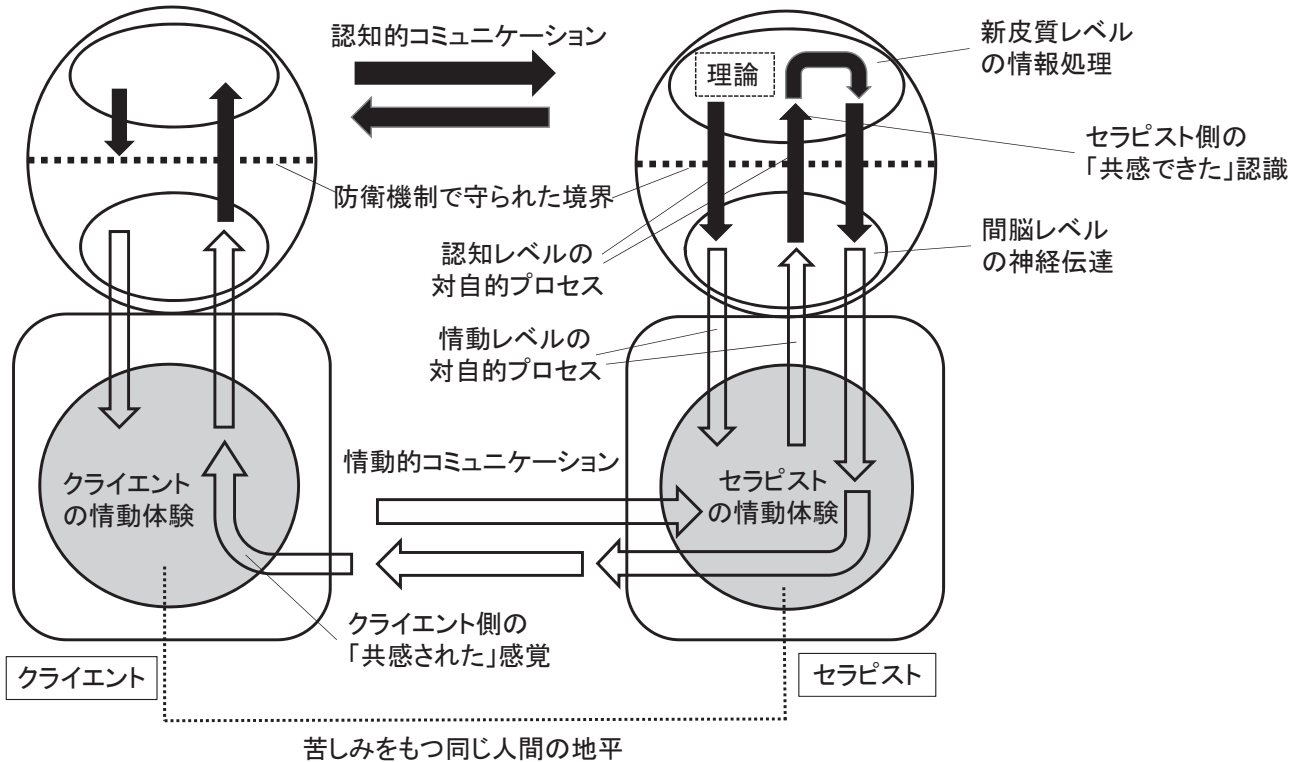 認知的コミュニケーション
理論
新皮質レベル
の情報処理
セラピスト側の
「共感できた」認識
防衛機制で守られた境界
間脳レベル
の神経伝達
認知レベルの
対自的プロセス
情動レベルの
対自的プロセス
情動的コミュニケーション
クライエント
の情動体験
セラピスト
の情動体験
クライエント側の
「共感された」感覚
クライエント
セラピスト
苦しみをもつ同じ人間の地平